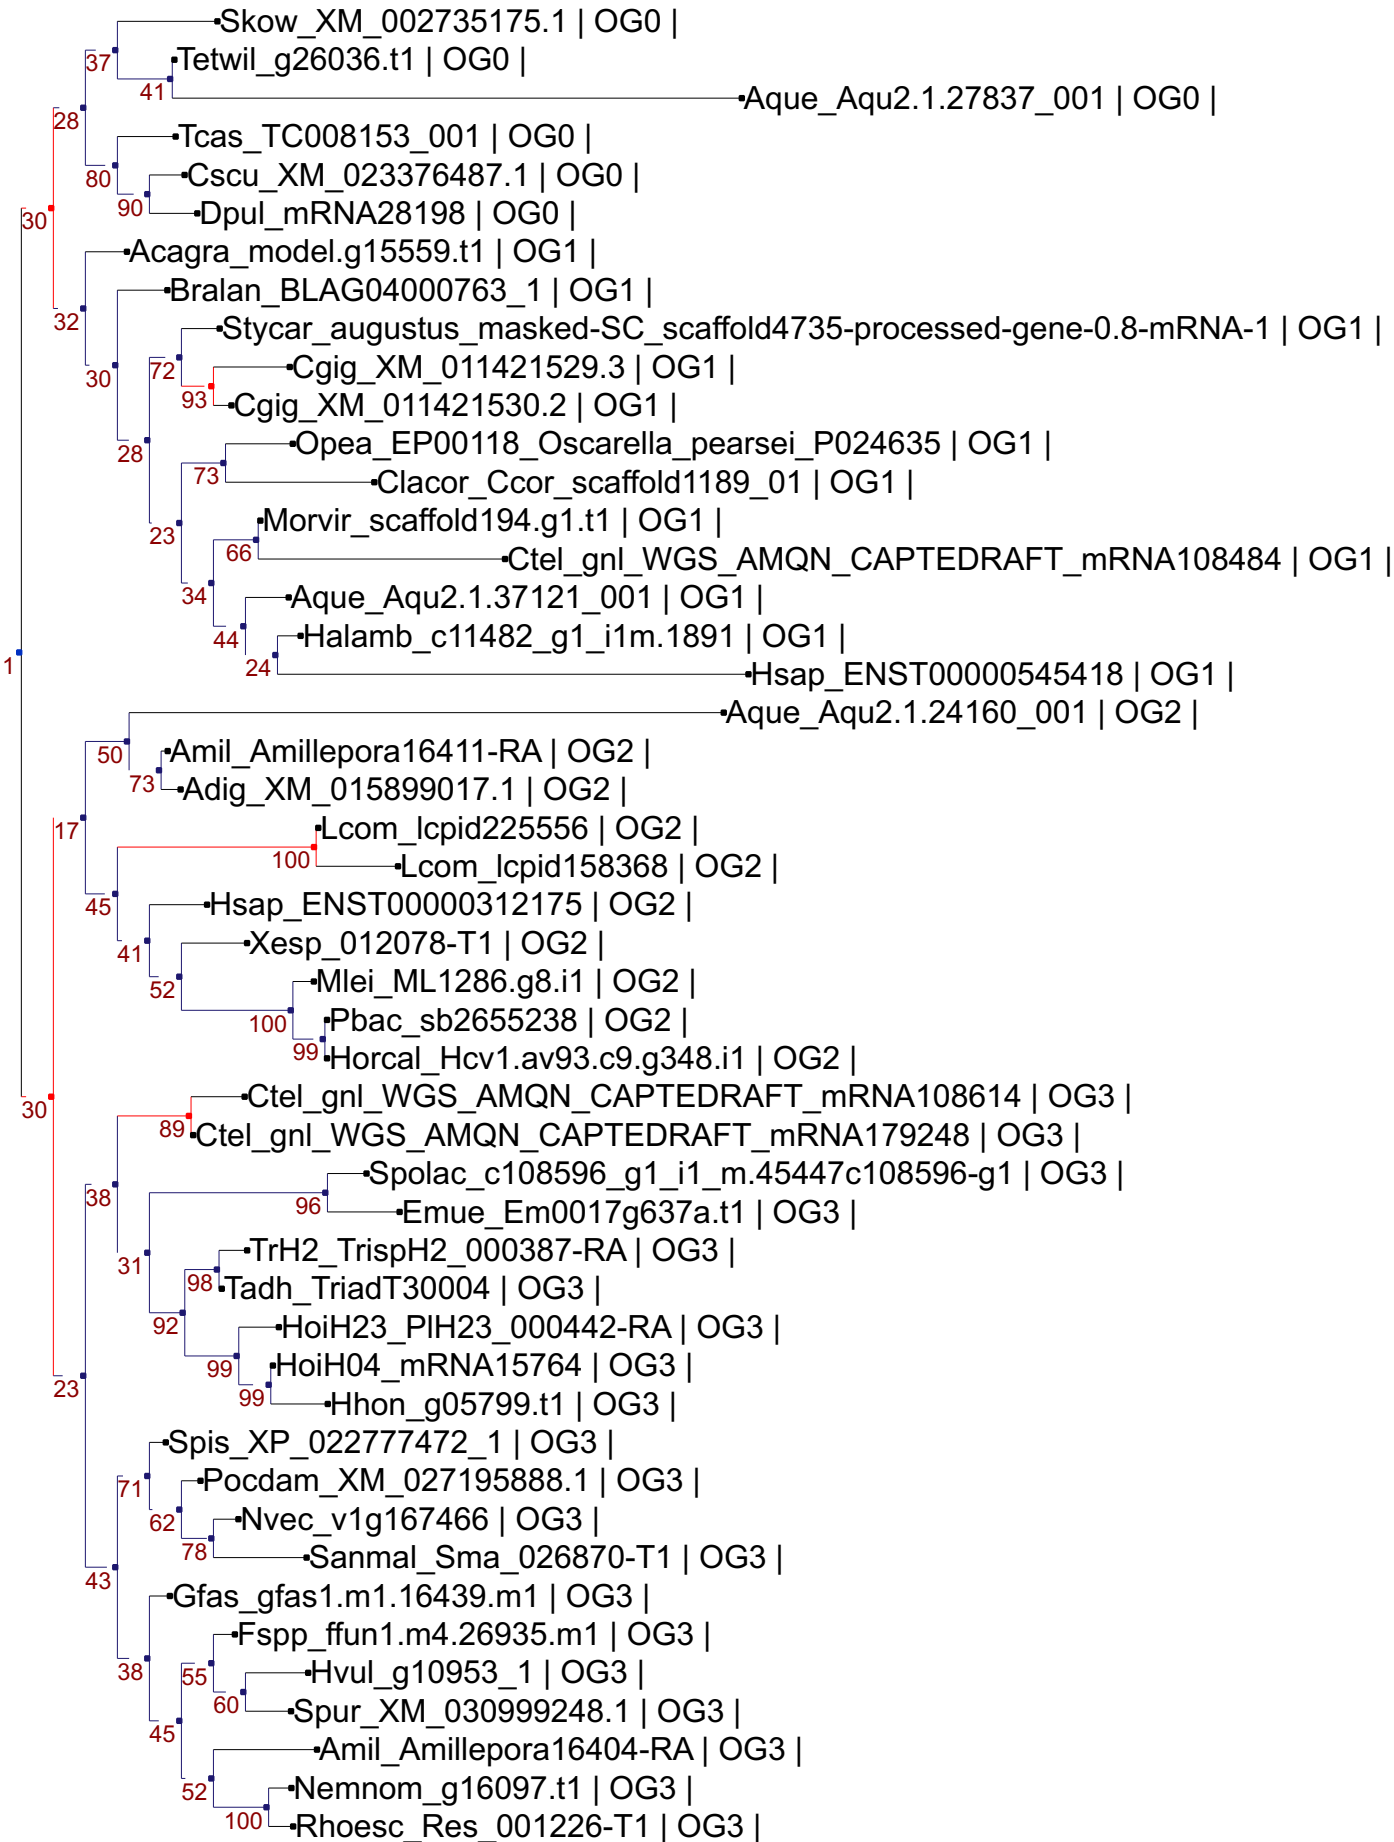 Skow_XM_002735175.1 | OG0 |
37
Tetwil_g26036.t1 | OG0 |
41
Aque_Aqu2.1.27837_001 | OG0 |
28
Tcas_TC008153_001 | OG0 |
80
Cscu_XM_023376487.1 | OG0 |
90
Dpul_mRNA28198 | OG0 |
30
Acagra_model.g15559.t1 | OG1 |
Bralan_BLAG04000763_1 | OG1 |
32
Stycar_augustus_masked-SC_scaffold4735-processed-gene-0.8-mRNA-1 | OG1 |
30
72
Cgig_XM_011421529.3 | OG1 |
93
Cgig_XM_011421530.2 | OG1 |
28
Opea_EP00118_Oscarella_pearsei_P024635 | OG1 |
73
Clacor_Ccor_scaffold1189_01 | OG1 |
23
Morvir_scaffold194.g1.t1 | OG1 |
66
Ctel_gnl_WGS_AMQN_CAPTEDRAFT_mRNA108484 | OG1 |
34
Aque_Aqu2.1.37121_001 | OG1 |
44
Halamb_c11482_g1_i1m.1891 | OG1 |
24
Hsap_ENST00000545418 | OG1 |
1
Aque_Aqu2.1.24160_001 | OG2 |
50
Amil_Amillepora16411-RA | OG2 |
73
Adig_XM_015899017.1 | OG2 |
17
Lcom_lcpid225556 | OG2 |
100
Lcom_lcpid158368 | OG2 |
45
Hsap_ENST00000312175 | OG2 |
41
Xesp_012078-T1 | OG2 |
52
Mlei_ML1286.g8.i1 | OG2 |
100
Pbac_sb2655238 | OG2 |
99
Horcal_Hcv1.av93.c9.g348.i1 | OG2 |
30
Ctel_gnl_WGS_AMQN_CAPTEDRAFT_mRNA108614 | OG3 |
89
Ctel_gnl_WGS_AMQN_CAPTEDRAFT_mRNA179248 | OG3 |
38
Spolac_c108596_g1_i1_m.45447c108596-g1 | OG3 |
96
Emue_Em0017g637a.t1 | OG3 |
31
TrH2_TrispH2_000387-RA | OG3 |
98
Tadh_TriadT30004 | OG3 |
92
HoiH23_PlH23_000442-RA | OG3 |
99
HoiH04_mRNA15764 | OG3 |
99
Hhon_g05799.t1 | OG3 |
23
Spis_XP_022777472_1 | OG3 |
71
Pocdam_XM_027195888.1 | OG3 |
62
Nvec_v1g167466 | OG3 |
78
Sanmal_Sma_026870-T1 | OG3 |
43
Gfas_gfas1.m1.16439.m1 | OG3 |
38
Fspp_ffun1.m4.26935.m1 | OG3 |
55
Hvul_g10953_1 | OG3 |
60
Spur_XM_030999248.1 | OG3 |
45
Amil_Amillepora16404-RA | OG3 |
52
Nemnom_g16097.t1 | OG3 |
100
Rhoesc_Res_001226-T1 | OG3 |